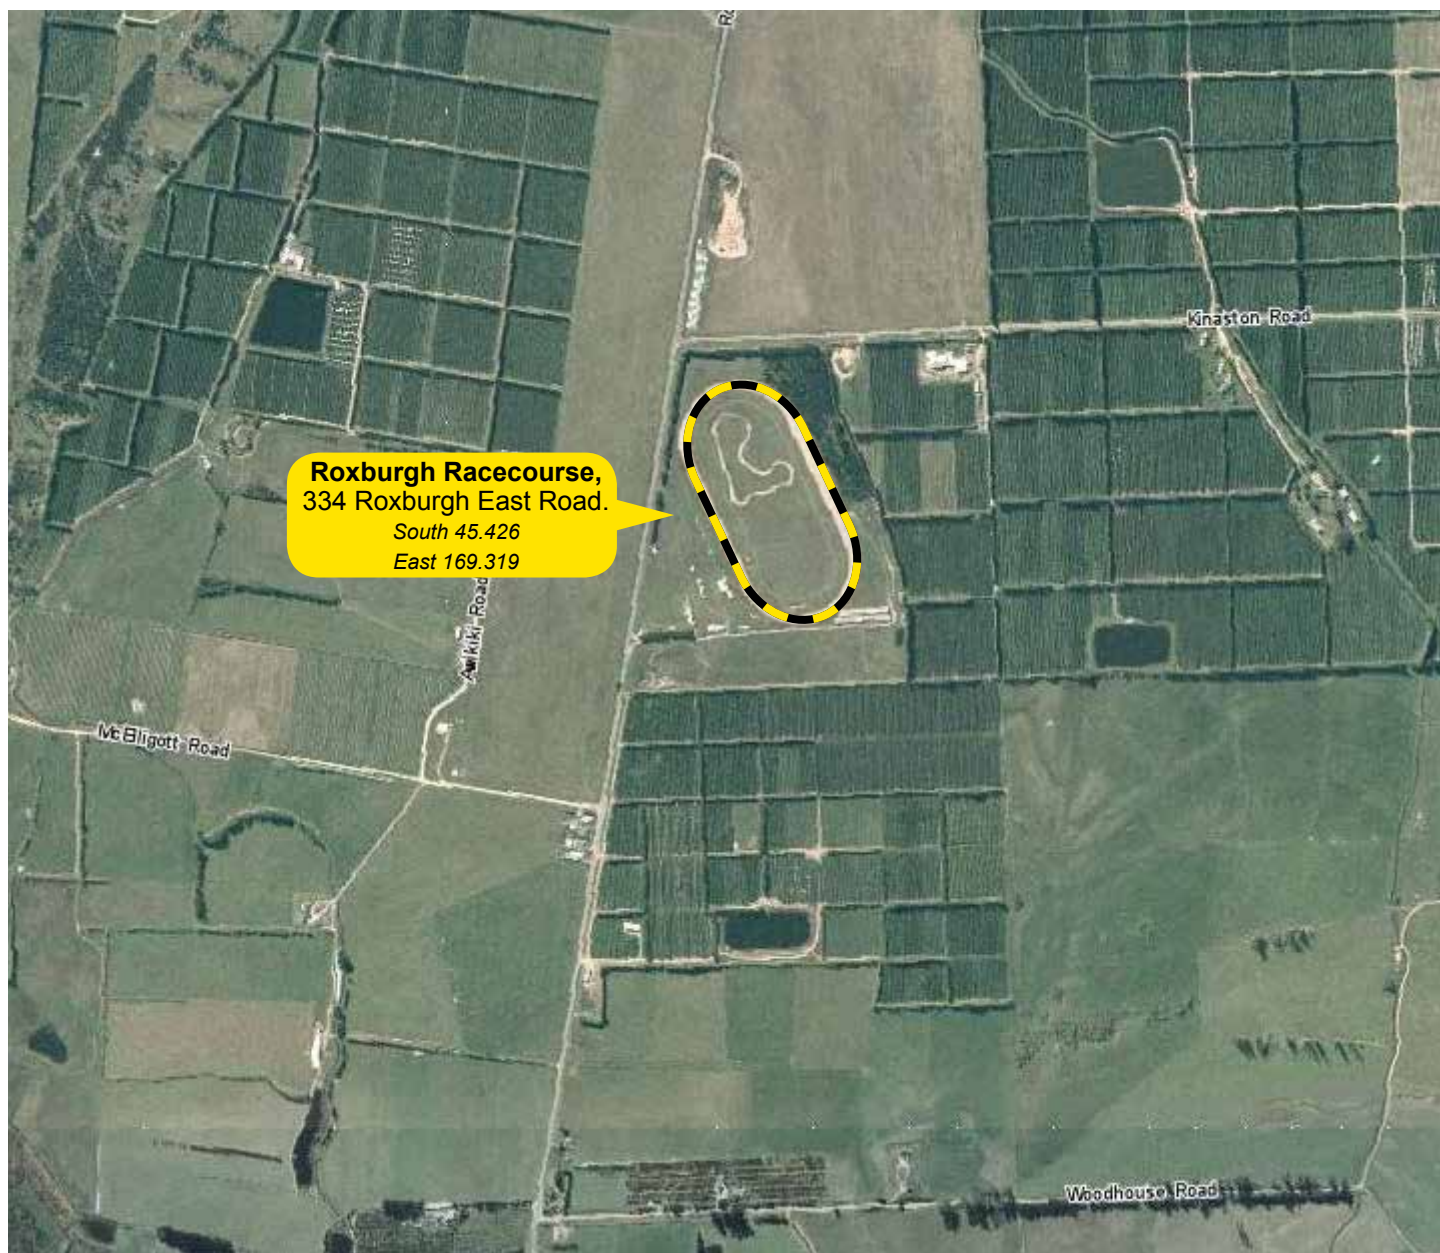 Kinaston Road
Roxburgh Racecourse,
334 Roxburgh East Road.
South 45.426
East 169.319
McElligott Road
Woodhouse Road